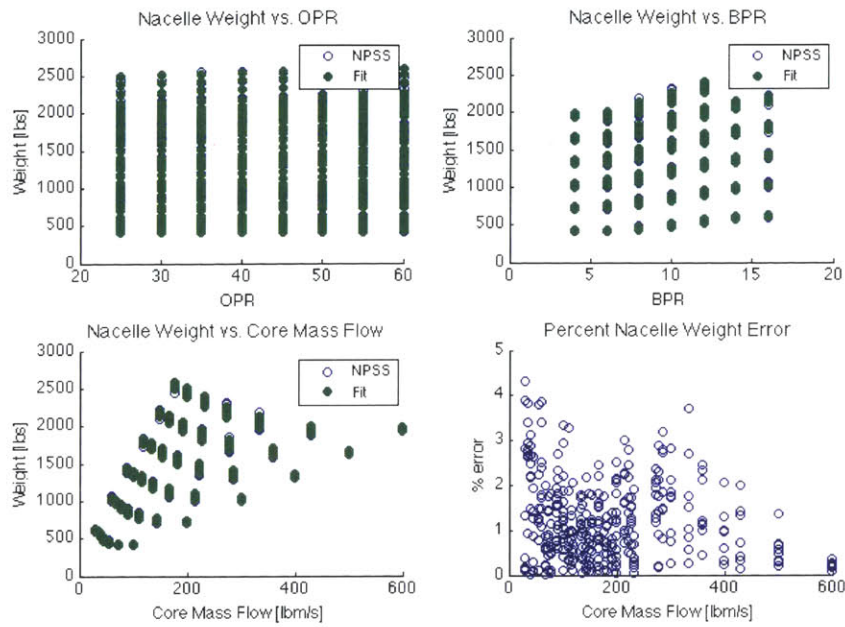 Nacelle Weight vs. OPR
3000
2500
2000
1500
1000
500
0
Weight [lbs]
NPSS
Fit
20
30
40
50
60
OPR
Nacelle Weight vs. BPR
3000
2500
2000
1500
1000
500
0
Weight [lbs]
NPSS
Fit
0
5
10
15
20
BPR
Nacelle Weight vs. Core Mass Flow
3000
2500
2000
1500
1000
500
0
Weight [lbs]
NPSS
Fit
0
200
400
600
Core Mass Flow [lbm/s]
Percent Nacelle Weight Error
5
4
3
2
1
0
% error
0
200
400
600
Core Mass Flow [lbm/s]